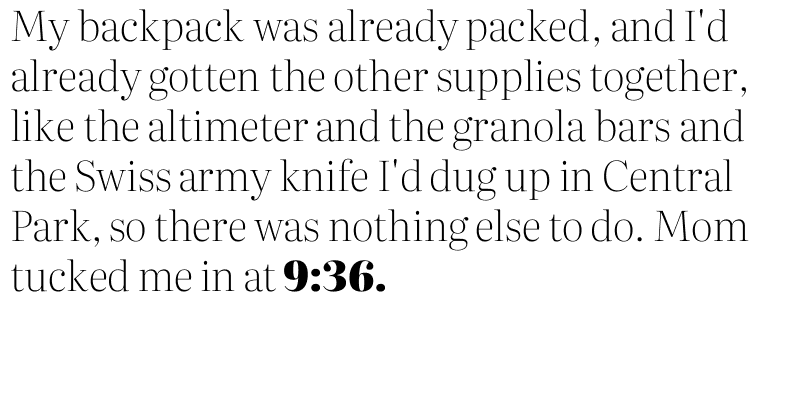 My backpack was already packed, and I'd
already gotten the other supplies together,
like the altimeter and the granola bars and
the Swiss army knife I'd dug up in Central
Park, so there was nothing else to do. Mom
tucked me in at 9:36.